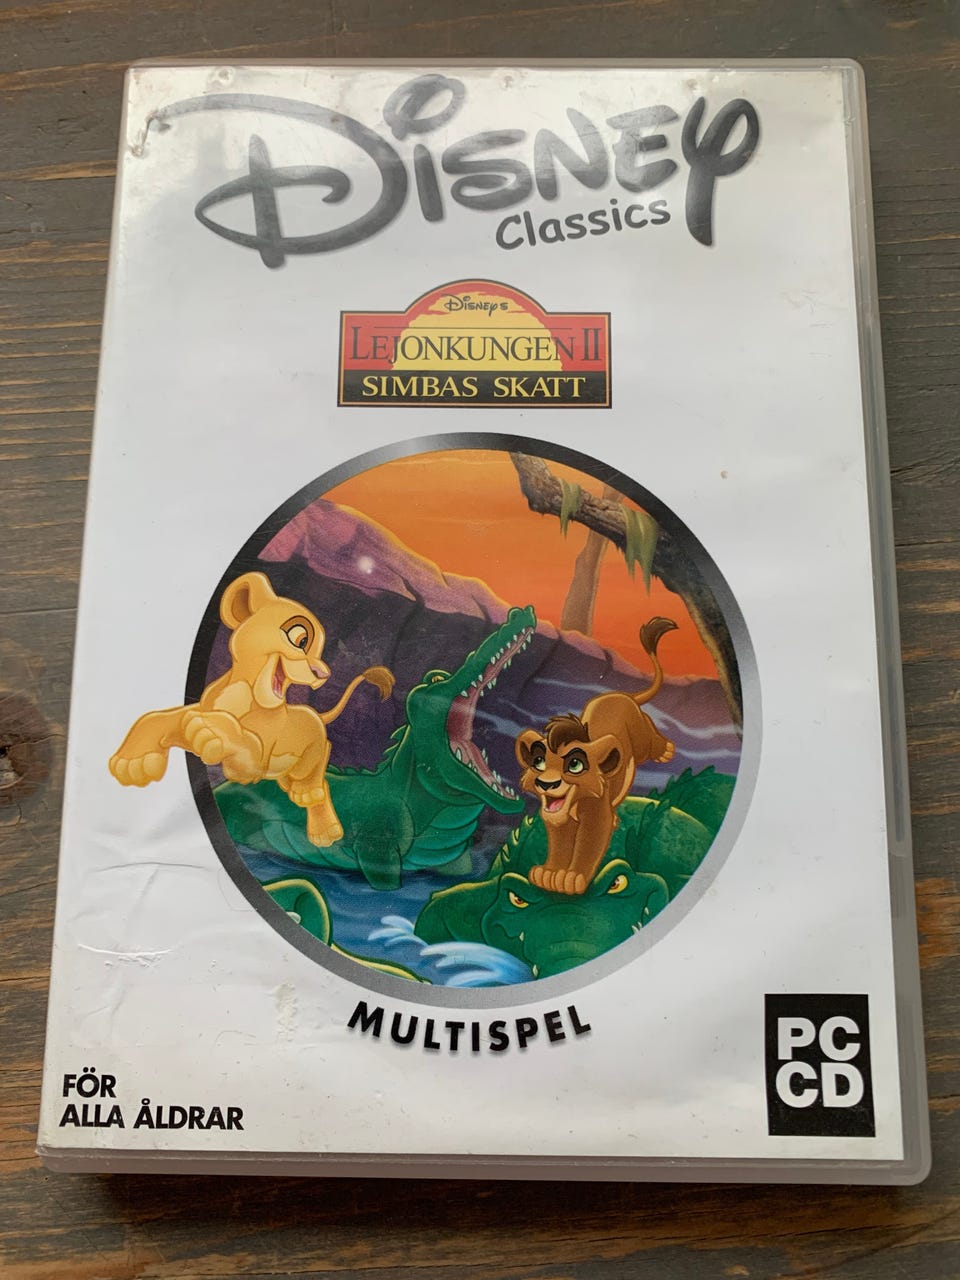 Disney
Classics
Disney's
LEJONKUNGEN II
SIMBAS SKATT
MULTISPEL
FÖR
ALLA ÅLDRAR
PC
CD